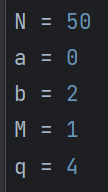 N = 50
a = 0
b = 2
M = 1
q = 4